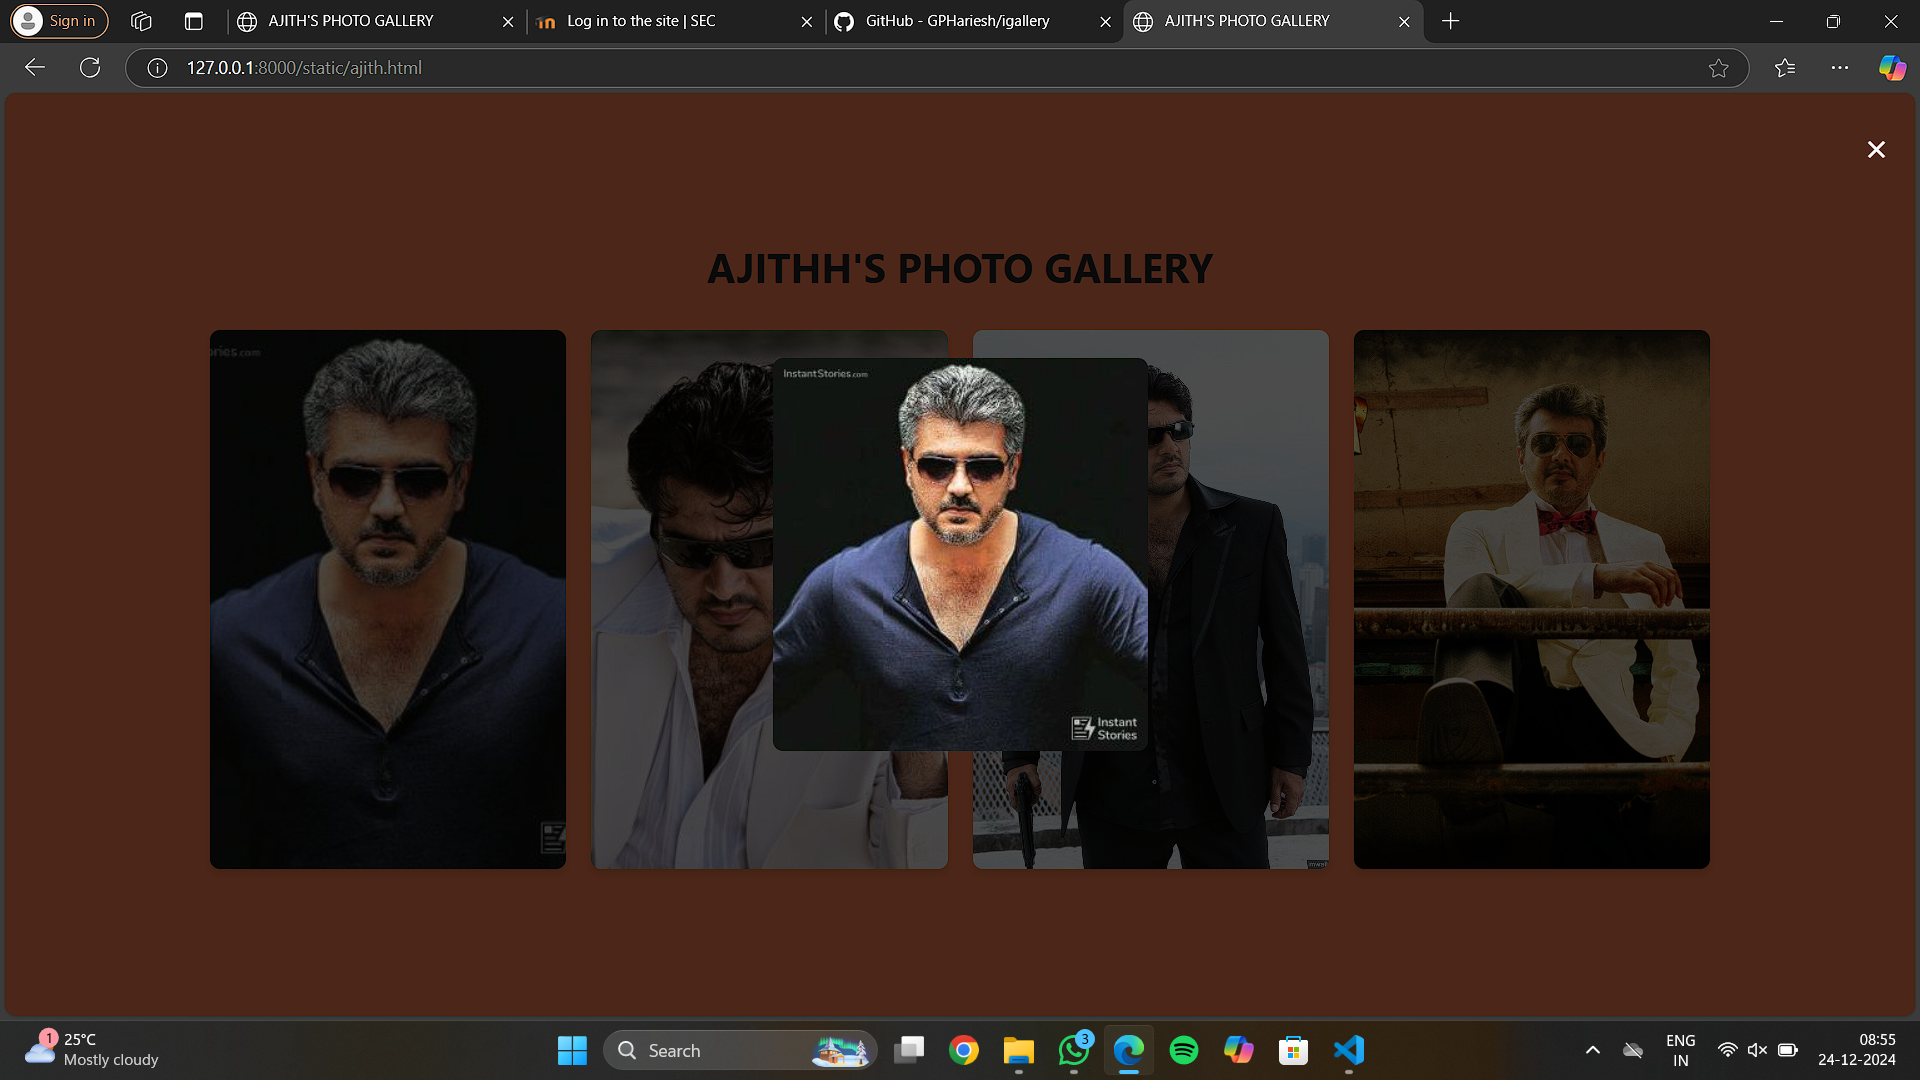 Sign in
AJITH'S PHOTO GALLERY
Log in to the site | SEC
GitHub - GPHariesh/igallery
AJITH'S PHOTO GALLERY
127.0.0.1:8000/static/ajith.html
AJITHH'S PHOTO GALLERY
ories.com
InstantStories.com
Instant
Stories
1
25°C
Mostly cloudy
Search
3
ENG
IN
08:55
24-12-2024